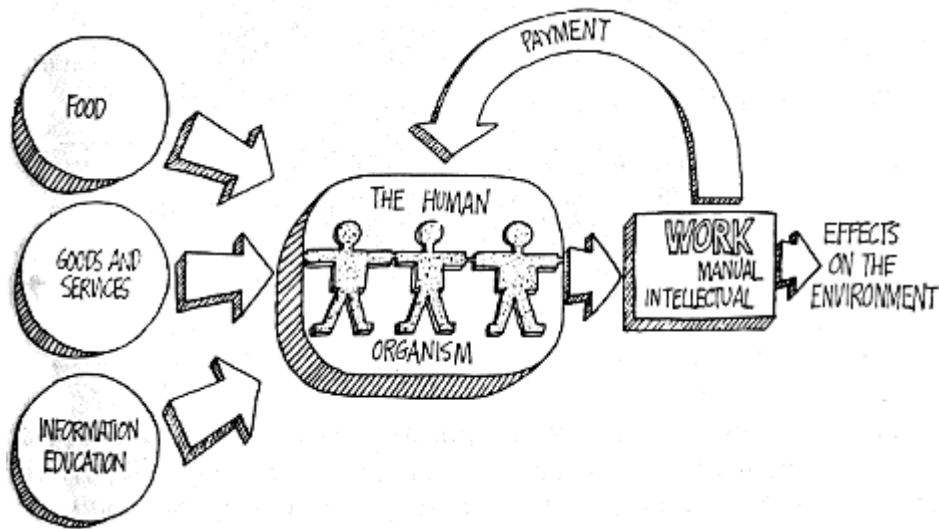 PAYMENT
FOOD
GOODS AND
SERVICES
INFORMATION
EDUCATION
THE HUMAN
ORGANISM
WORK
MANUAL
INTELLECTUAL
EFFECTS
ON THE
ENVIRONMENT